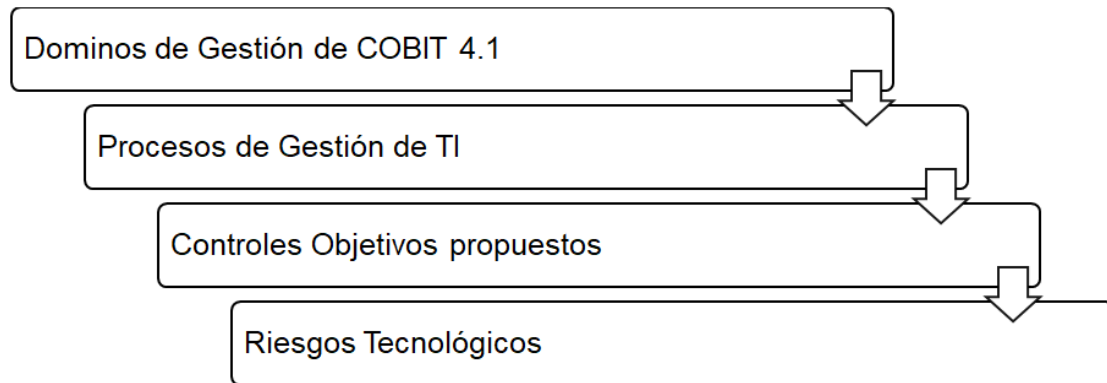 Dominos de Gestión de COBIT 4.1
Procesos de Gestión de TI
Controles Objetivos propuestos
Riesgos Tecnológicos